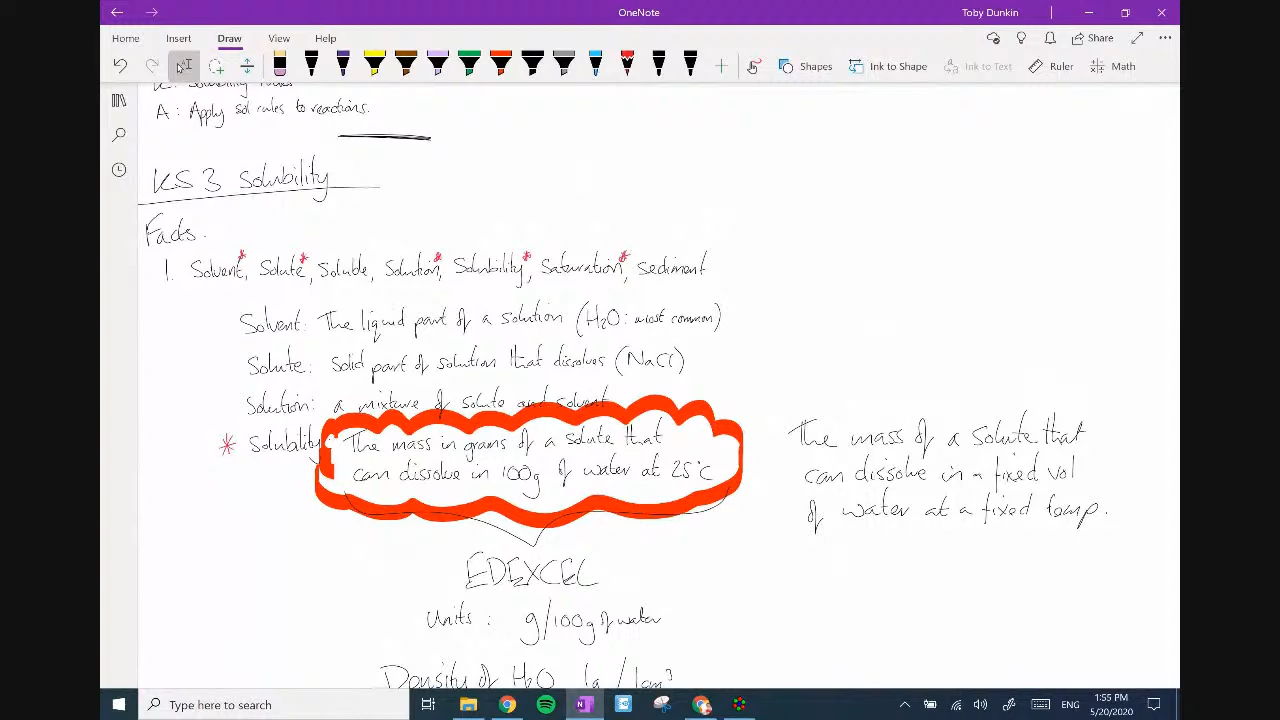 OneNote
Toby Dunkin
Home Insert Draw View Help
Share
Shapes Ink to Shape Ink to Text Ruler Math
A: Apply sol rules to reactions.
KS3 Solubility
Facts.
1. Solvent*, Solute*, Soluble, Solution*, Solubility*, Saturation*, sediment
Solvent: The liquid part of a solution (H₂O: most common)
Solute: Solid part of solution that dissolves (NaCl)
Solution: a mixture of solute and solvent
* Solubility: The mass in grams of a solute that
can dissolve in 100g of water at 25°C
The mass of a solute that
can dissolve in a fixed vol
of water at a fixed temp.
EDEXCEL
Units: g/100g of water
Density of H₂O 1g/1cm³
Type here to search
1:55 PM
5/20/2020